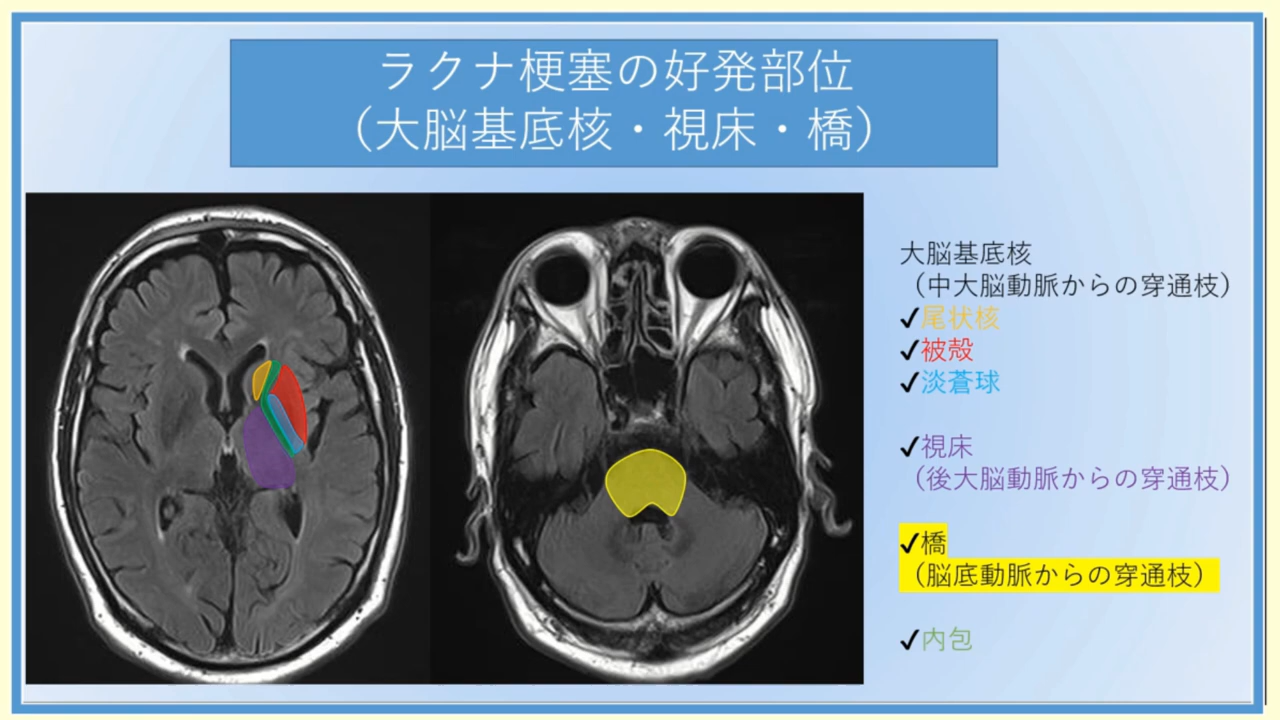 ラクナ梗塞の好発部位
（大脳基底核・視床・橋）
大脳基底核
（中大脳動脈からの穿通枝）
✓尾状核
✓被殻
✓淡蒼球
✓視床
（後大脳動脈からの穿通枝）
✓橋
（脳底動脈からの穿通枝）
✓内包